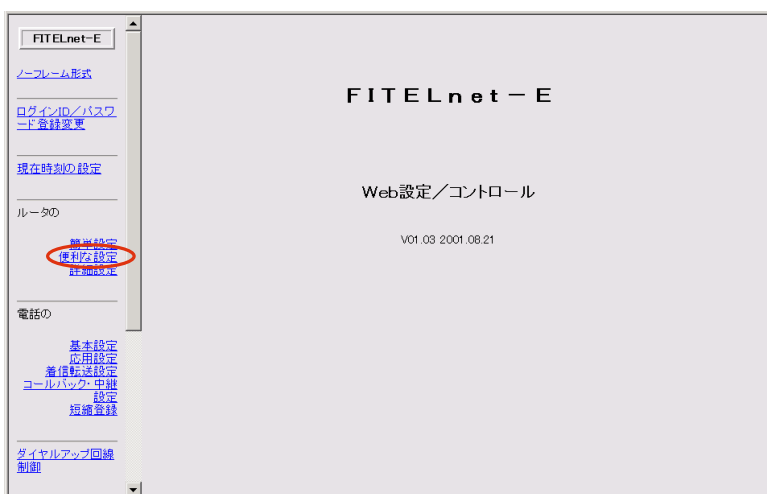 FITELnet-E
ノーフレーム形式
ログインID／パスワ
ード登録変更
現在時刻の設定
ルータの
簡単設定
便利な設定
詳細設定
電話の
基本設定
応用設定
着信転送設定
コールバック・中継
設定
短縮登録
ダイヤルアップ回線
制御
ＦＩＴＥＬｎｅｔ－Ｅ
Web設定／コントロール
V01.03 2001.08.21